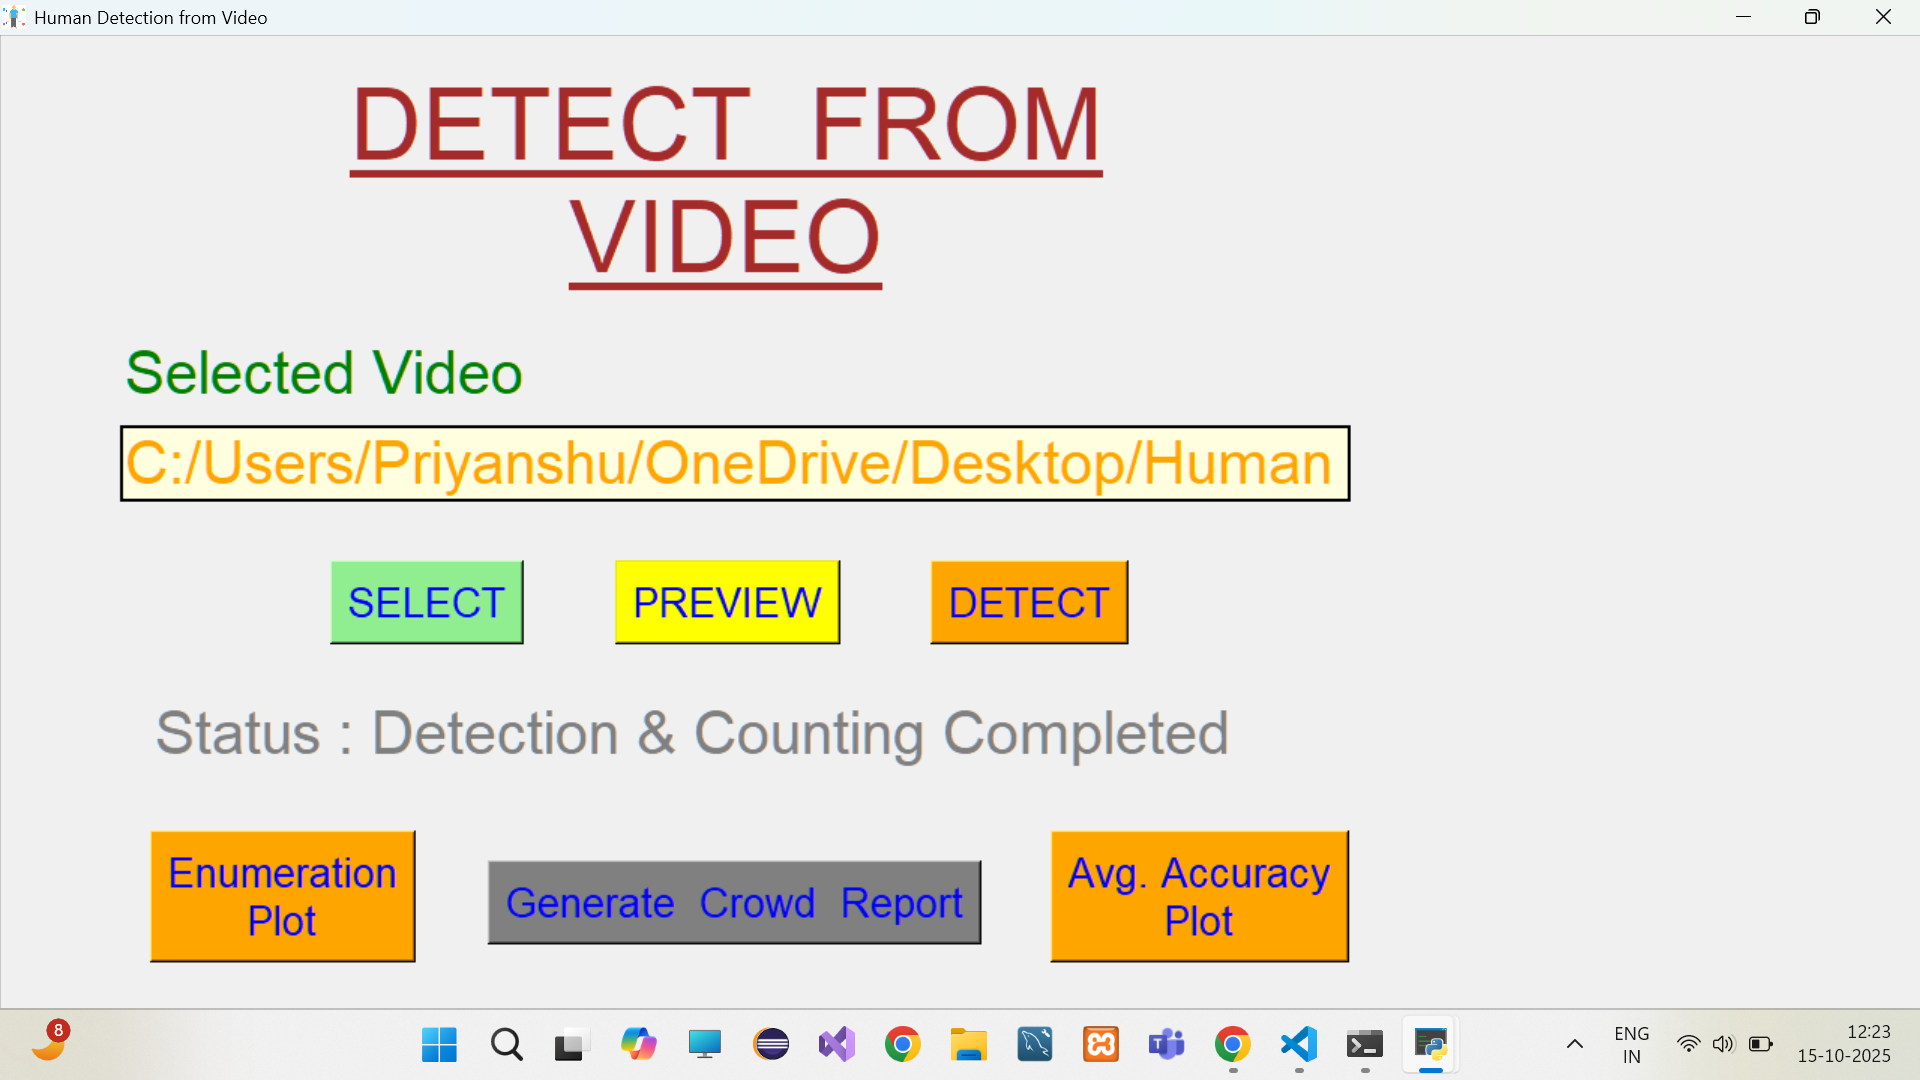 Human Detection from Video
DETECT FROM
VIDEO
Selected Video
C:/Users/Priyanshu/OneDrive/Desktop/Human
SELECT PREVIEW DETECT
Status : Detection & Counting Completed
Enumeration
Plot
Generate Crowd Report
Avg. Accuracy
Plot
8
ENG
IN
12:23
15-10-2025